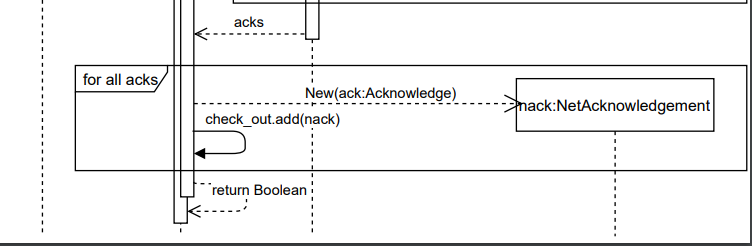 acks
for all acks
New(ack:Acknowledge)
nack:NetAcknowledgement
check_out.add(nack)
return Boolean